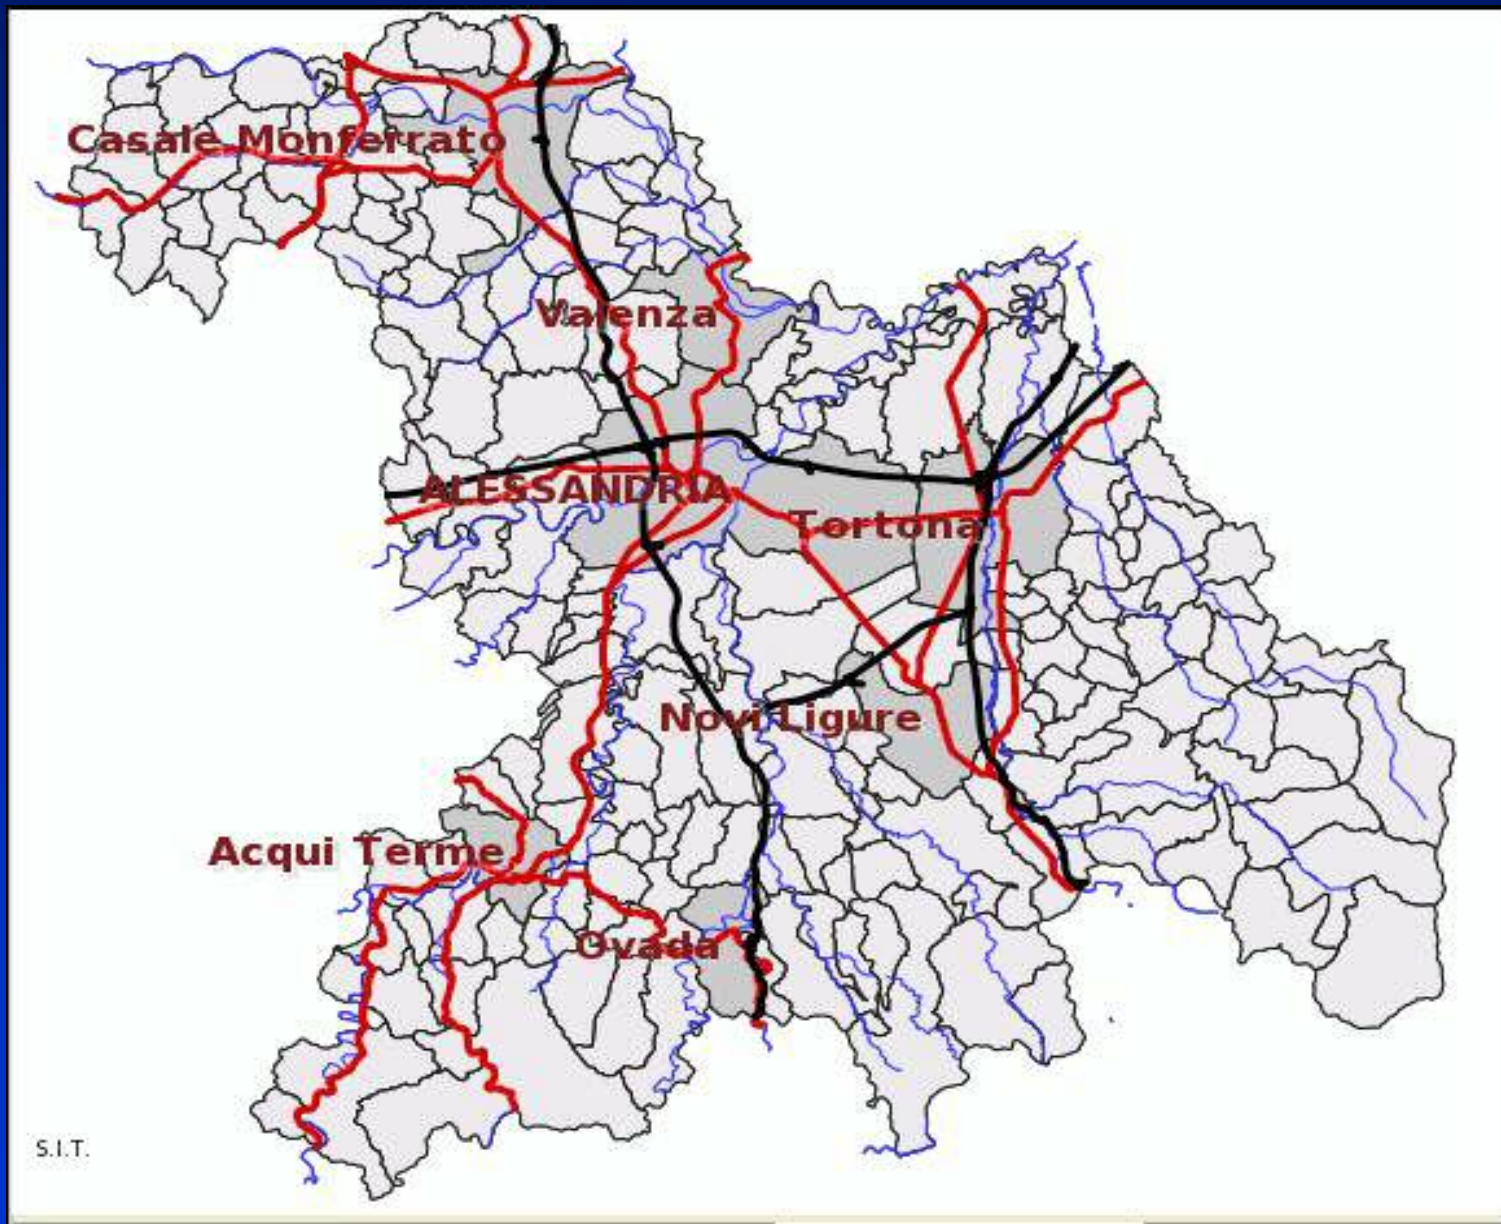 Casale Monferrato
Valenza
ALESSANDRIA
Tortona
Novi Ligure
Acqui Terme
Ovada
S.I.T.